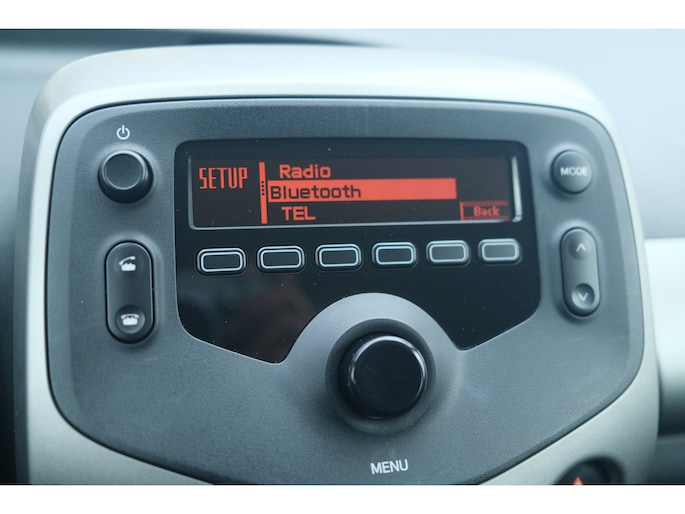 SETUP
Radio
Bluetooth
TEL
Back
MODE
MENU